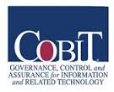 COBIT
GOVERNANCE, CONTROL and
ASSURANCE for INFORMATION
and RELATED TECHNOLOGY